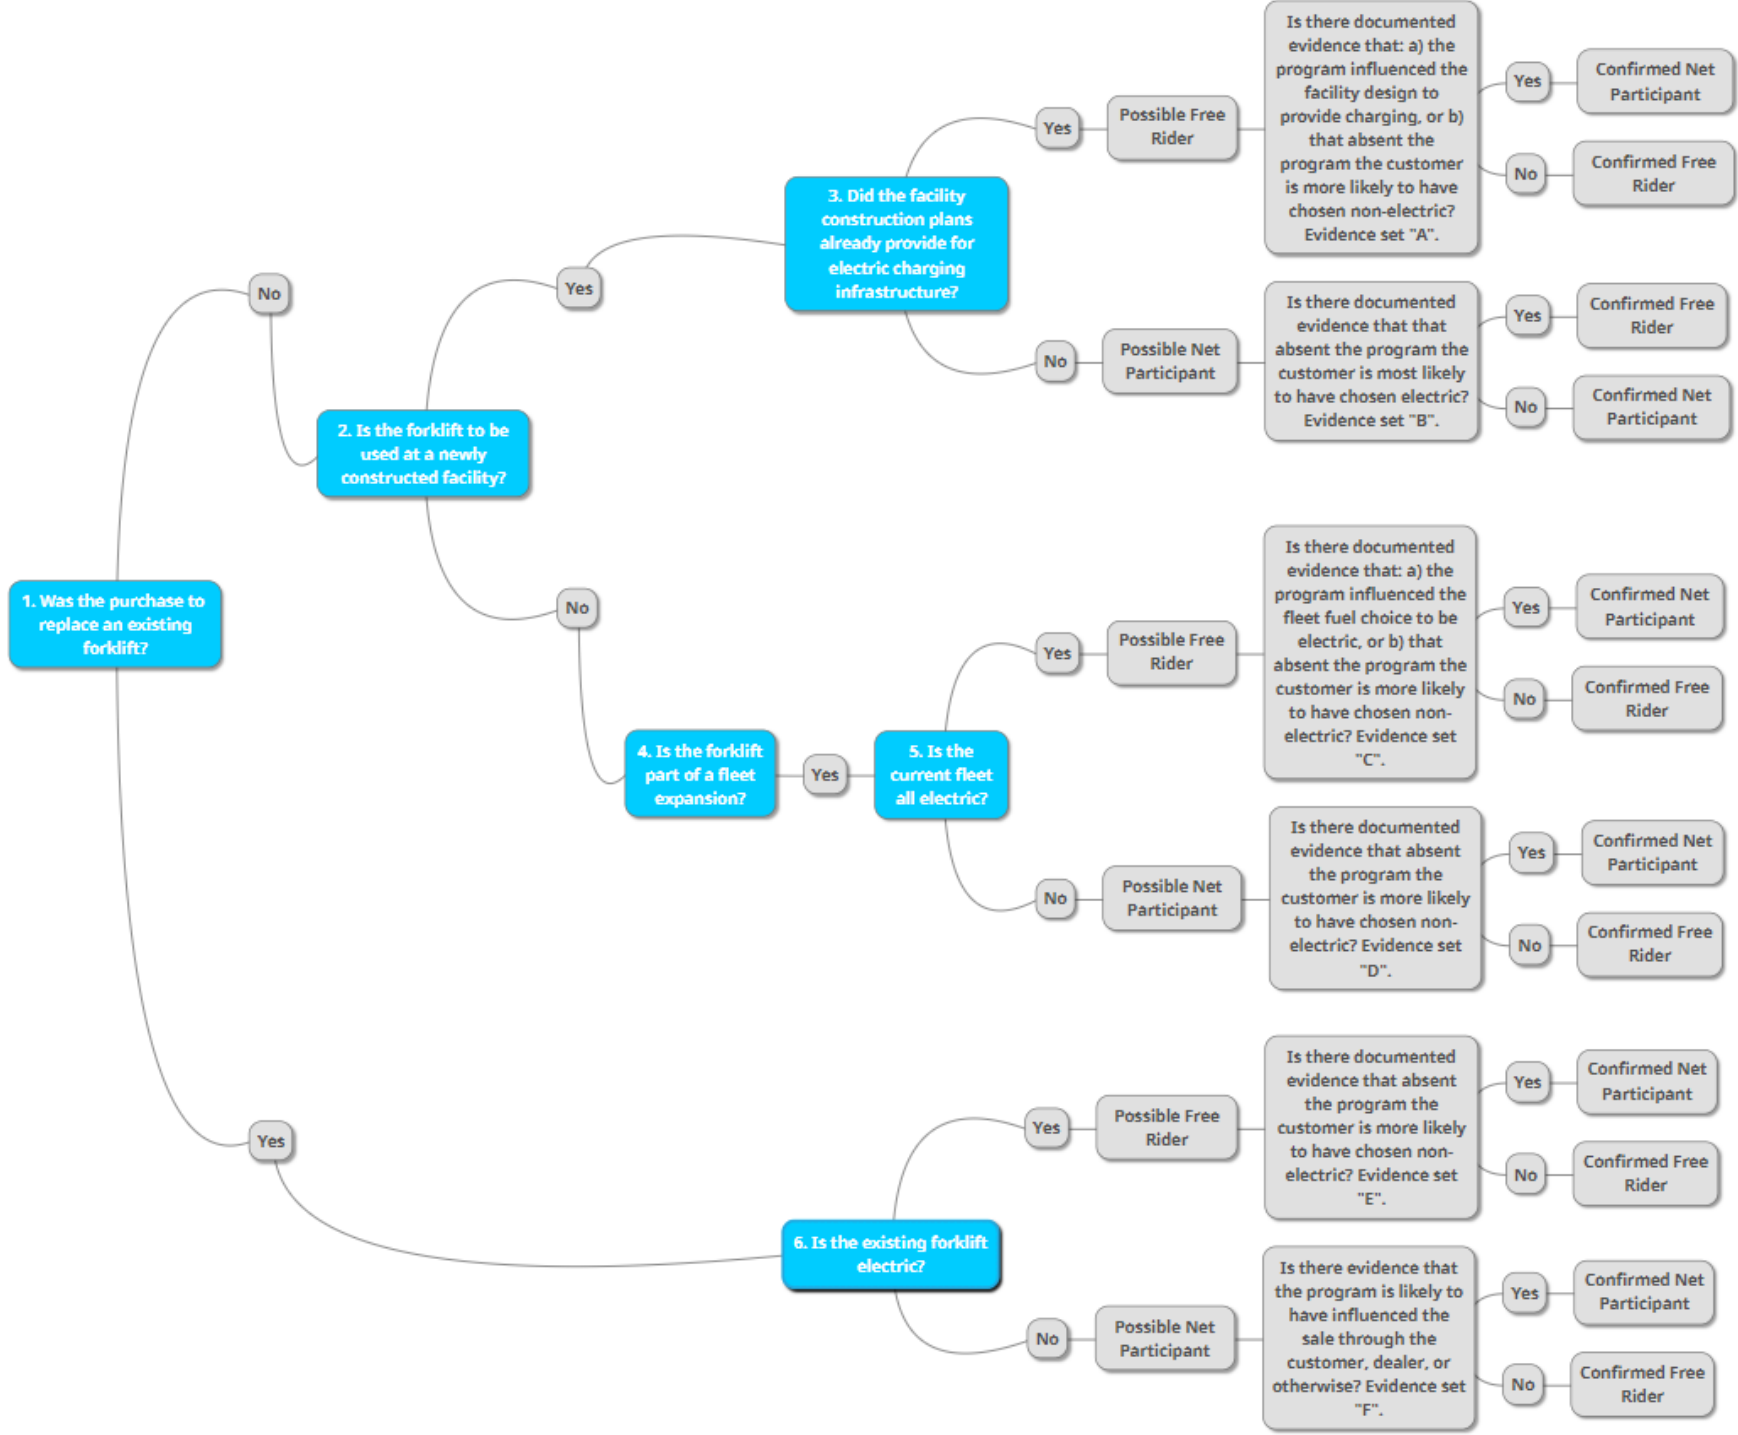 1. Was the purchase to
replace an existing
forklift?
No
2. Is the forklift to be
used at a newly
constructed facility?
Yes
3. Did the facility
construction plans
already provide for
electric charging
infrastructure?
Yes
Possible Free
Rider
Is there documented
evidence that: a) the
program influenced the
facility design to
provide charging, or b)
that absent the
program the customer
is more likely to have
chosen non-electric?
Evidence set "A".
Yes
Confirmed Net
Participant
No
Confirmed Free
Rider
No
Possible Net
Participant
Is there documented
evidence that that
absent the program the
customer is most likely
to have chosen electric?
Evidence set "B".
Yes
Confirmed Free
Rider
No
Confirmed Net
Participant
No
4. Is the forklift
part of a fleet
expansion?
Yes
5. Is the
current fleet
all electric?
Yes
Possible Free
Rider
Is there documented
evidence that: a) the
program influenced the
fleet fuel choice to be
electric, or b) that
absent the program the
customer is more likely
to have chosen non-
electric? Evidence set
"C".
Yes
Confirmed Net
Participant
No
Confirmed Free
Rider
No
Possible Net
Participant
Is there documented
evidence that absent
the program the
customer is more likely
to have chosen non-
electric? Evidence set
"D".
Yes
Confirmed Net
Participant
No
Confirmed Free
Rider
Yes
6. Is the existing forklift
electric?
Yes
Possible Free
Rider
Is there documented
evidence that absent
the program the
customer is more likely
to have chosen non-
electric? Evidence set
"E".
Yes
Confirmed Net
Participant
No
Confirmed Free
Rider
No
Possible Net
Participant
Is there evidence that
the program is likely to
have influenced the
sale through the
customer, dealer, or
otherwise? Evidence set
"F".
Yes
Confirmed Net
Participant
No
Confirmed Free
Rider